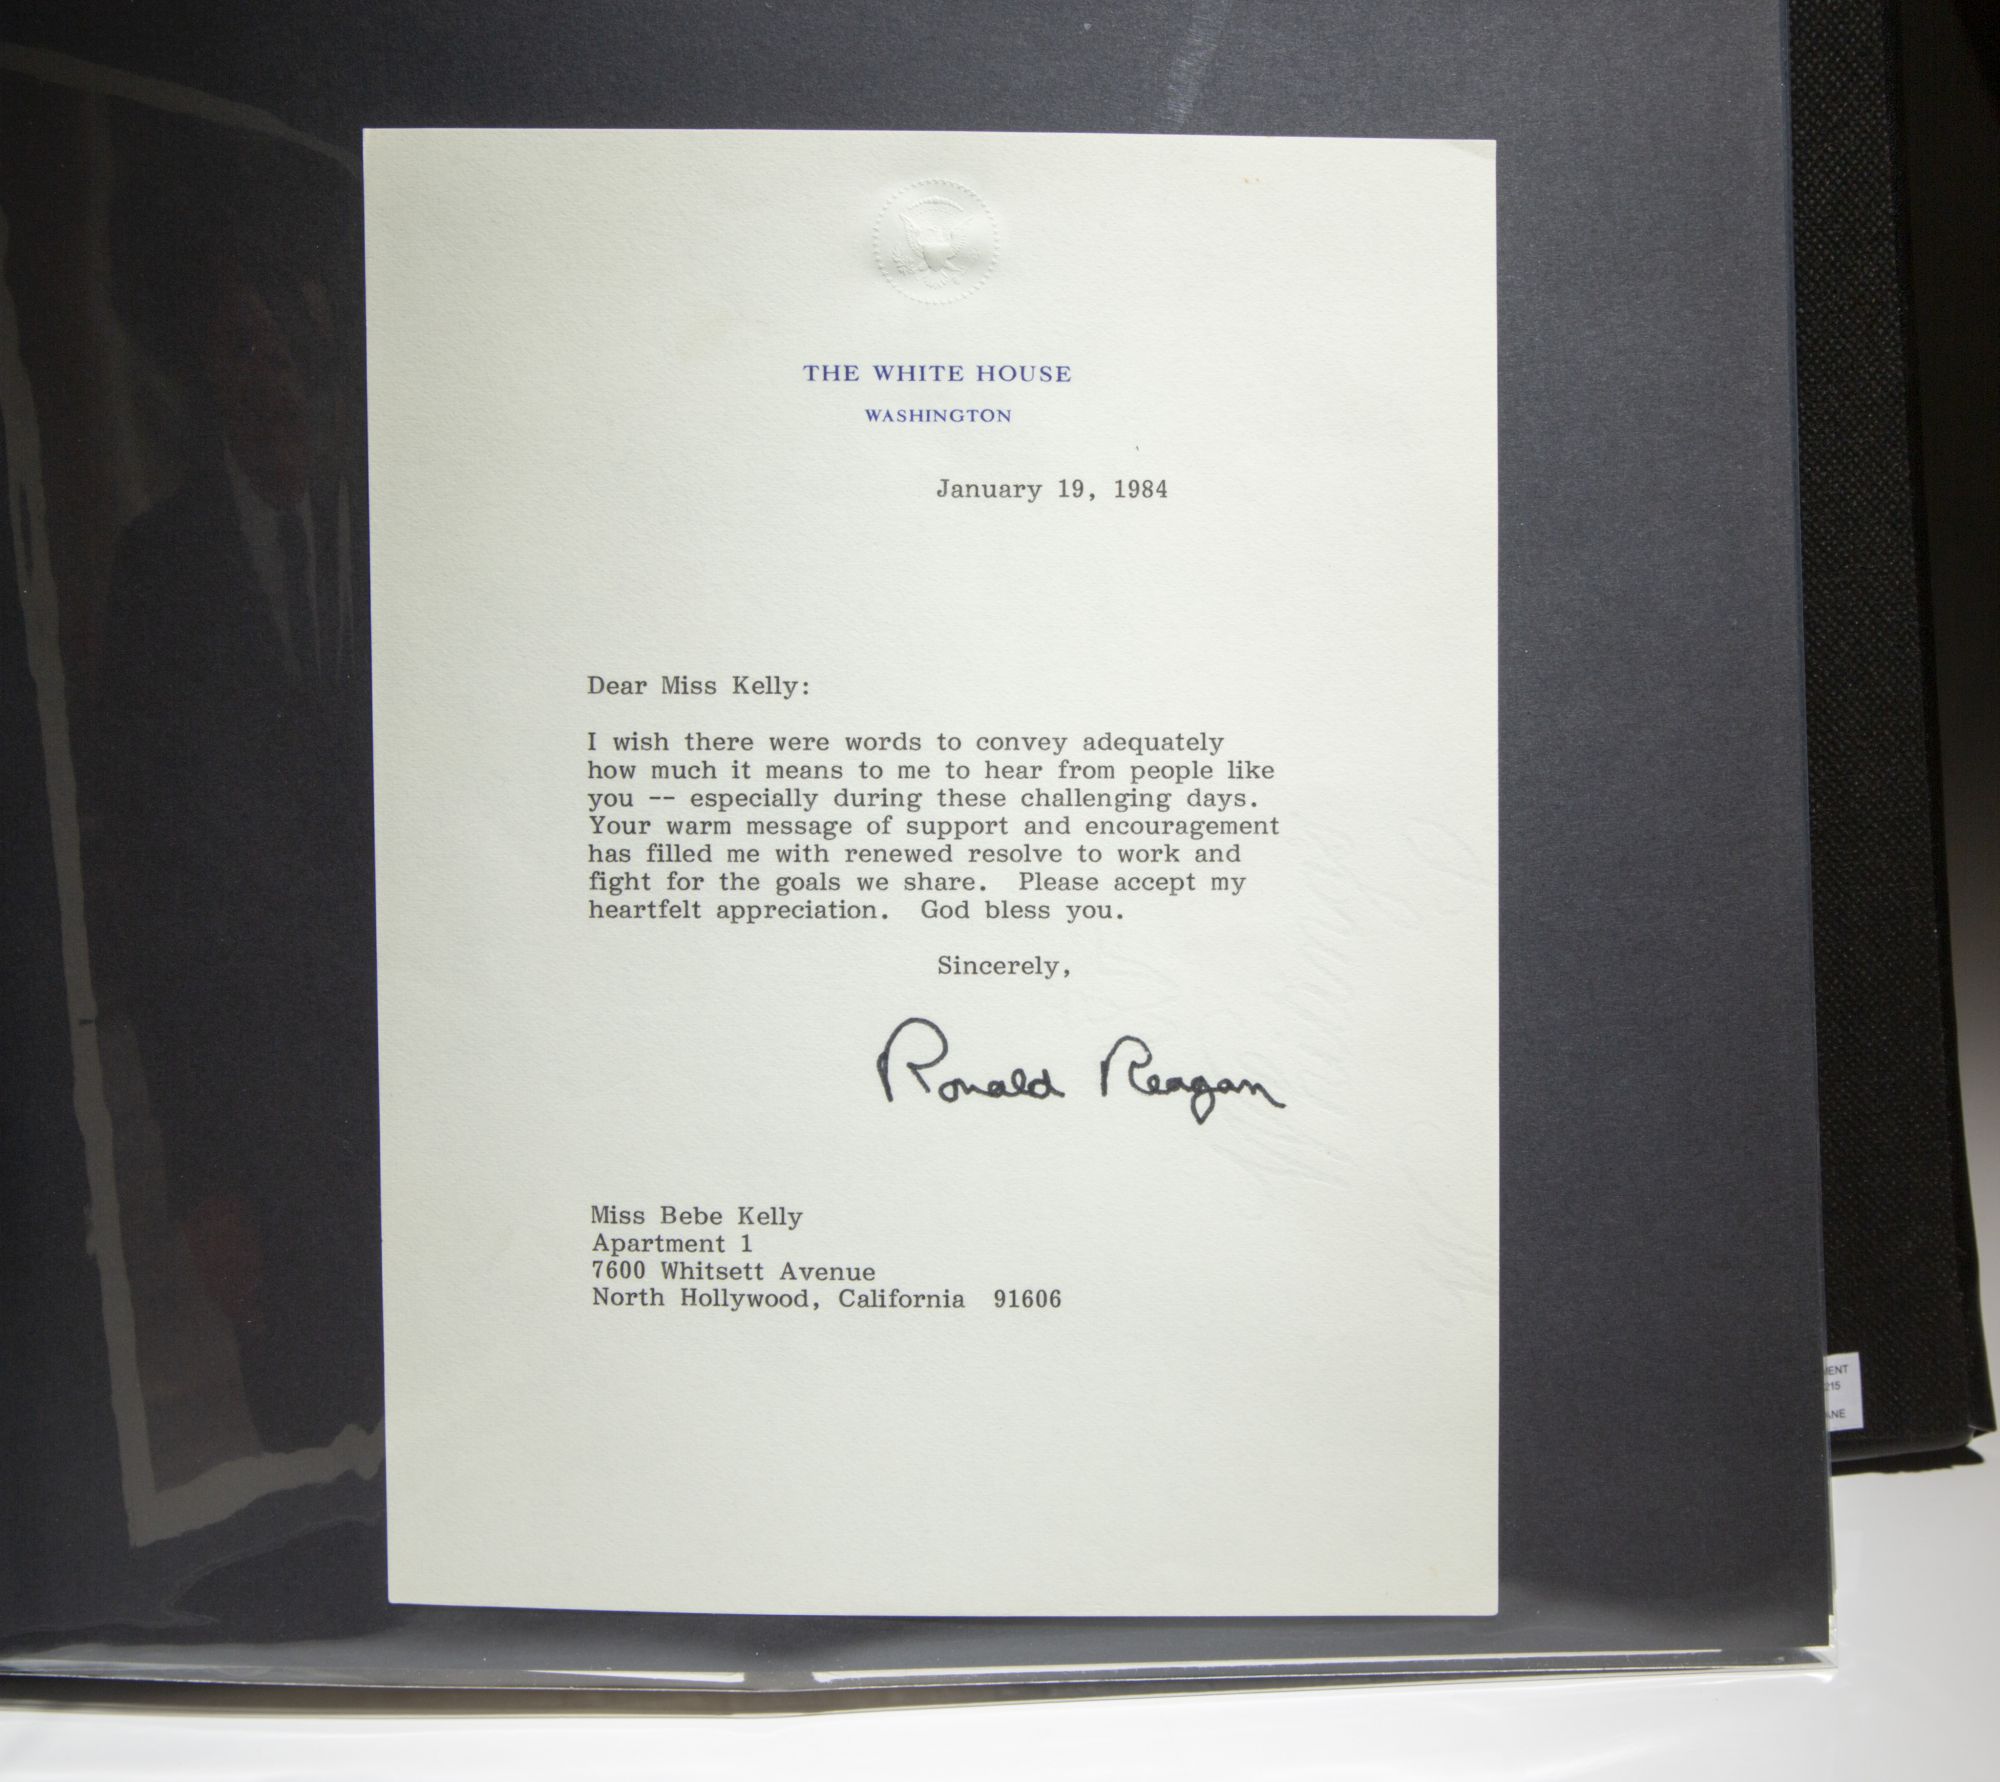 THE WHITE HOUSE
WASHINGTON
January 19, 1984
Dear Miss Kelly:
I wish there were words to convey adequately
how much it means to me to hear from people like
you -- especially during these challenging days.
Your warm message of support and encouragement
has filled me with renewed resolve to work and
fight for the goals we share.  Please accept my
heartfelt appreciation.  God bless you.
Sincerely,
Ronald Reagan
Miss Bebe Kelly
Apartment 1
7600 Whitsett Avenue
North Hollywood, California  91606
MENT
215
ANE